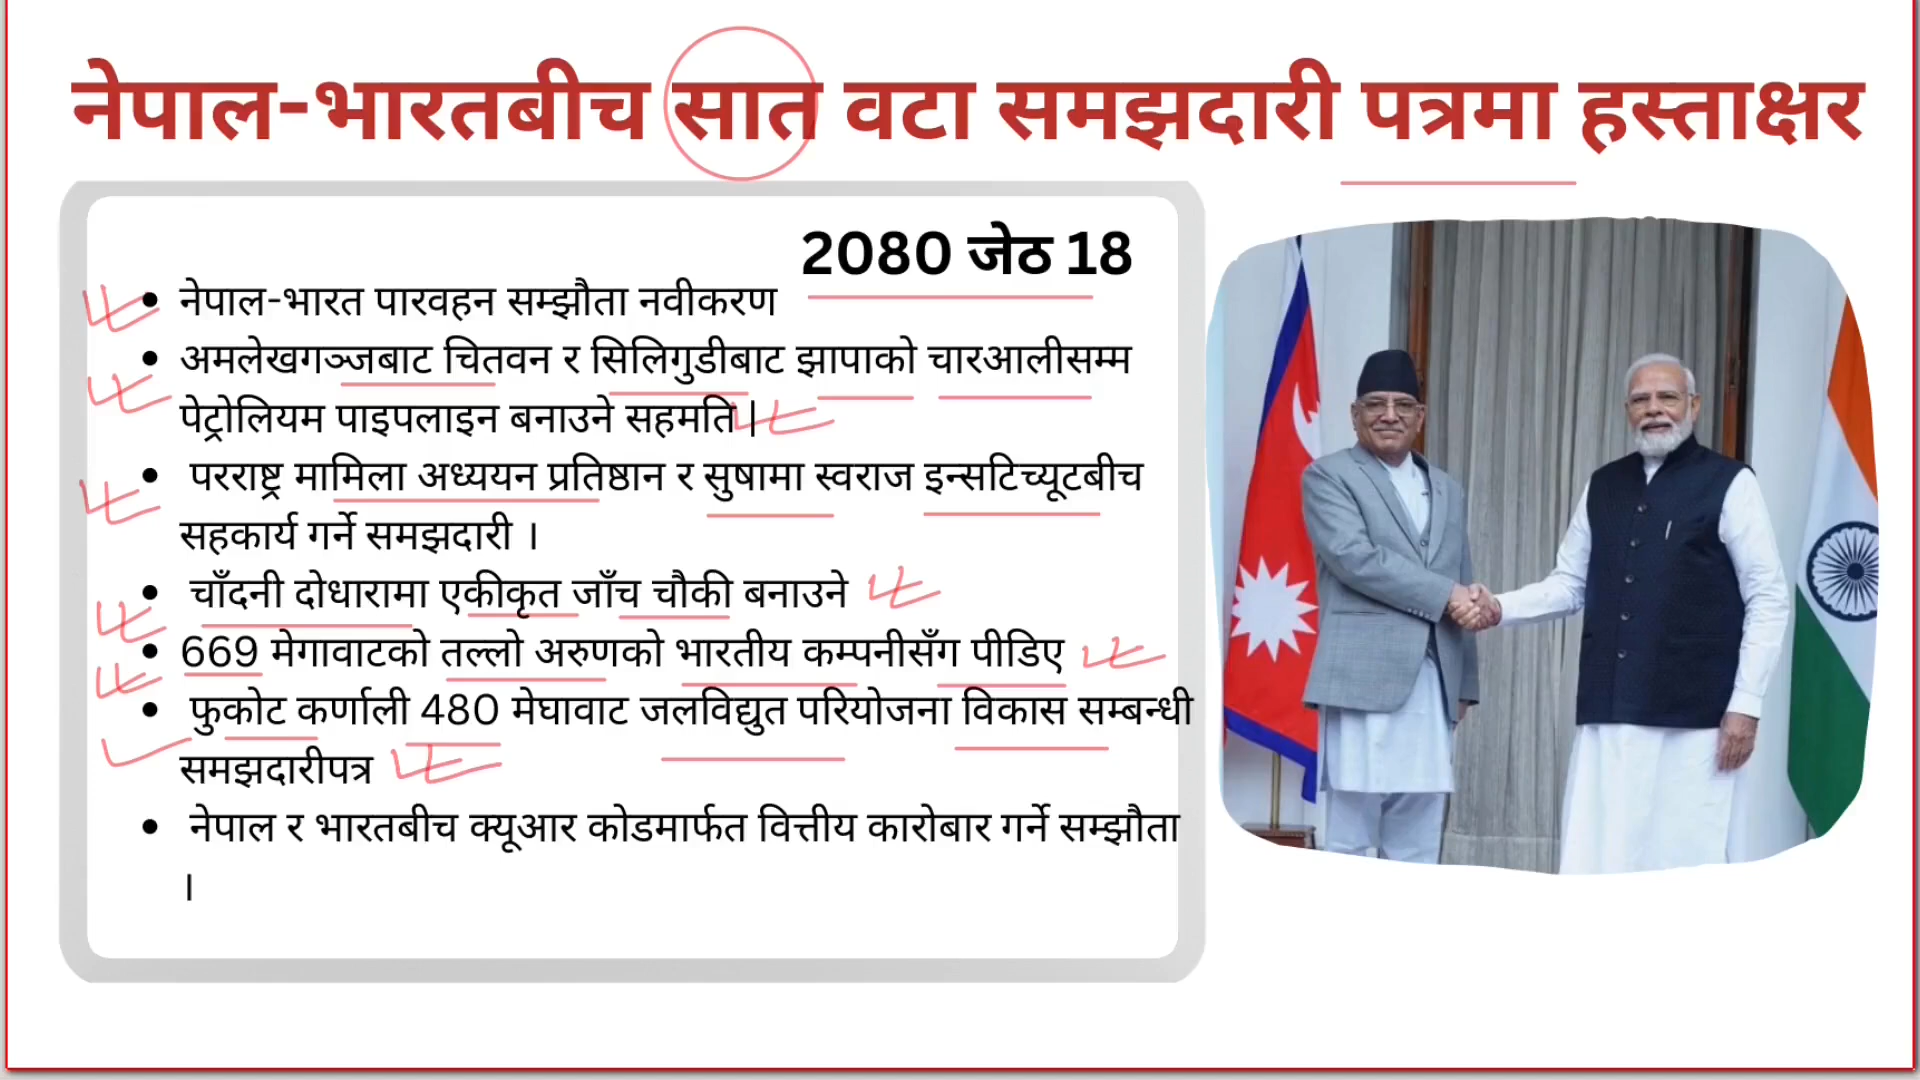 नेपाल-भारतबीच सात वटा समझदारी पत्रमा हस्ताक्षर
2080 जेठ 18
• नेपाल-भारत पारवहन सम्झौता नवीकरण
• अमलेखगञ्जबाट चितवन र सिलिगुडीबाट झापाको चारआलीसम्म
पेट्रोलियम पाइपलाइन बनाउने सहमति |
• परराष्ट्र मामिला अध्ययन प्रतिष्ठान र सुषामा स्वराज इन्सटिच्यूटबीच
सहकार्य गर्ने समझदारी ।
• चाँदनी दोधारामा एकीकृत जाँच चौकी बनाउने
• 669 मेगावाटको तल्लो अरुणको भारतीय कम्पनीसँग पीडिए
• फुकोट कर्णाली 480 मेघावाट जलविद्युत परियोजना विकास सम्बन्धी
समझदारीपत्र
• नेपाल र भारतबीच क्यूआर कोडमार्फत वित्तीय कारोबार गर्ने सम्झौता
।